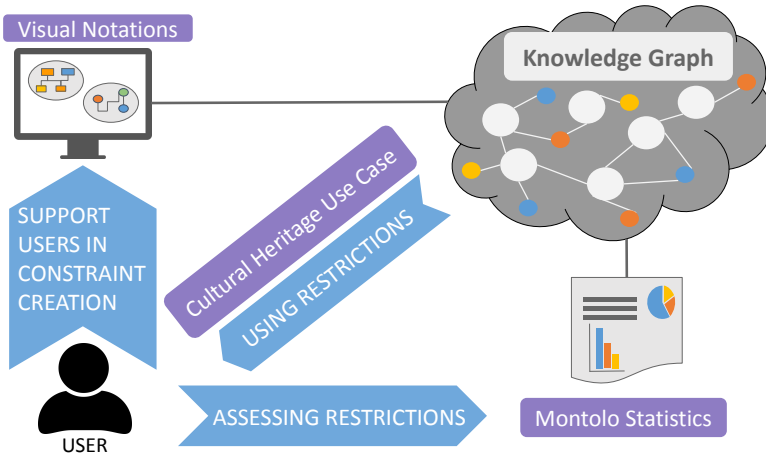 Visual Notations
Knowledge Graph
SUPPORT
USERS IN
CONSTRAINT
CREATION
Cultural Heritage Use Case
USING RESTRICTIONS
ASSESSING RESTRICTIONS
Montolo Statistics
USER